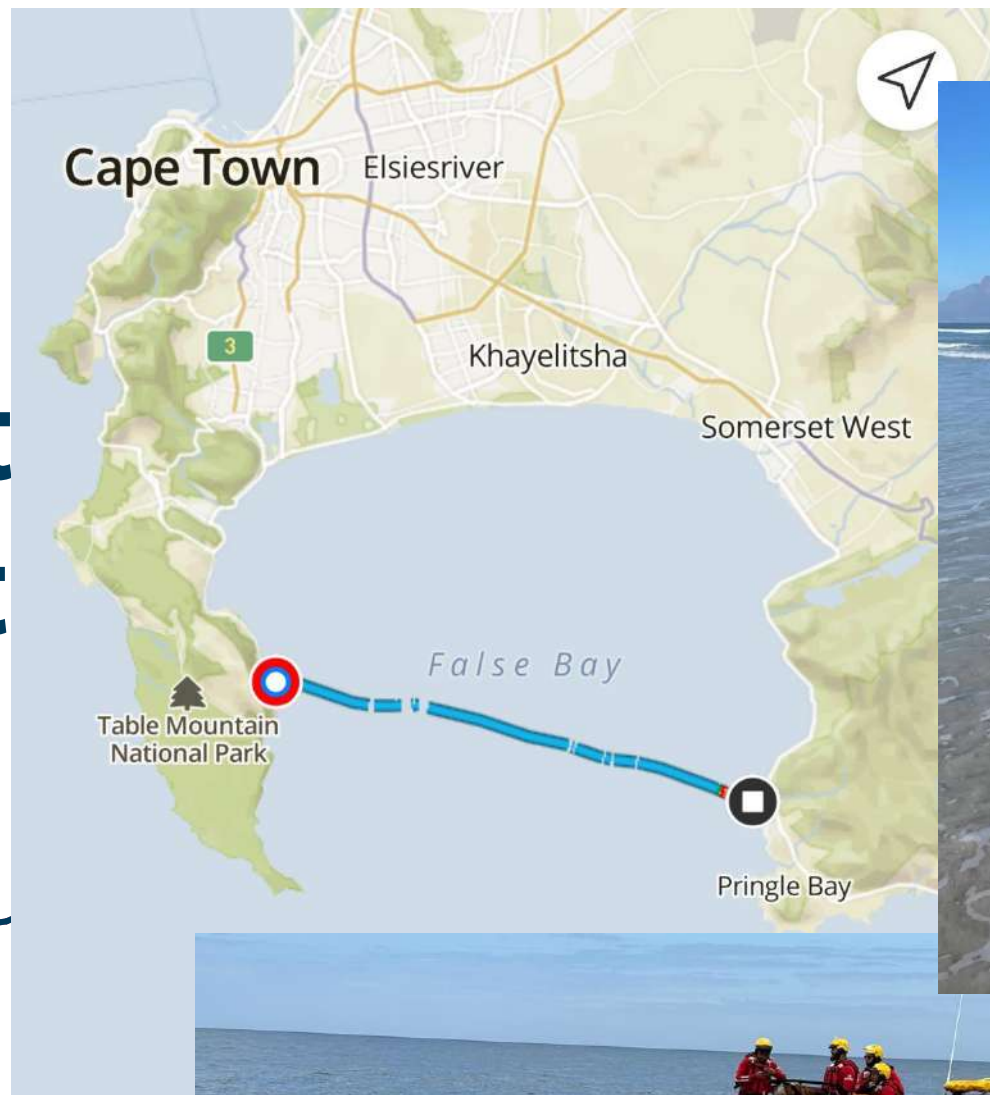 Cape Town
Elsiesriver
3
Khayelitsha
Somerset West
False Bay
Table Mountain
National Park
Pringle Bay